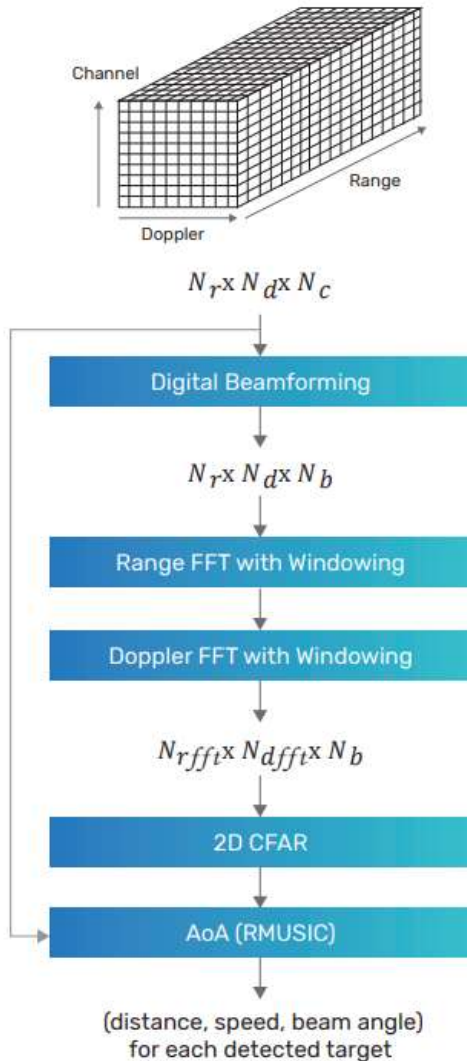 Channel
Range
Doppler
N_r x N_d x N_c
Digital Beamforming
N_r x N_d x N_b
Range FFT with Windowing
Doppler FFT with Windowing
N_rfft x N_dfft x N_b
2D CFAR
AoA (RMUSIC)
(distance, speed, beam angle)
for each detected target